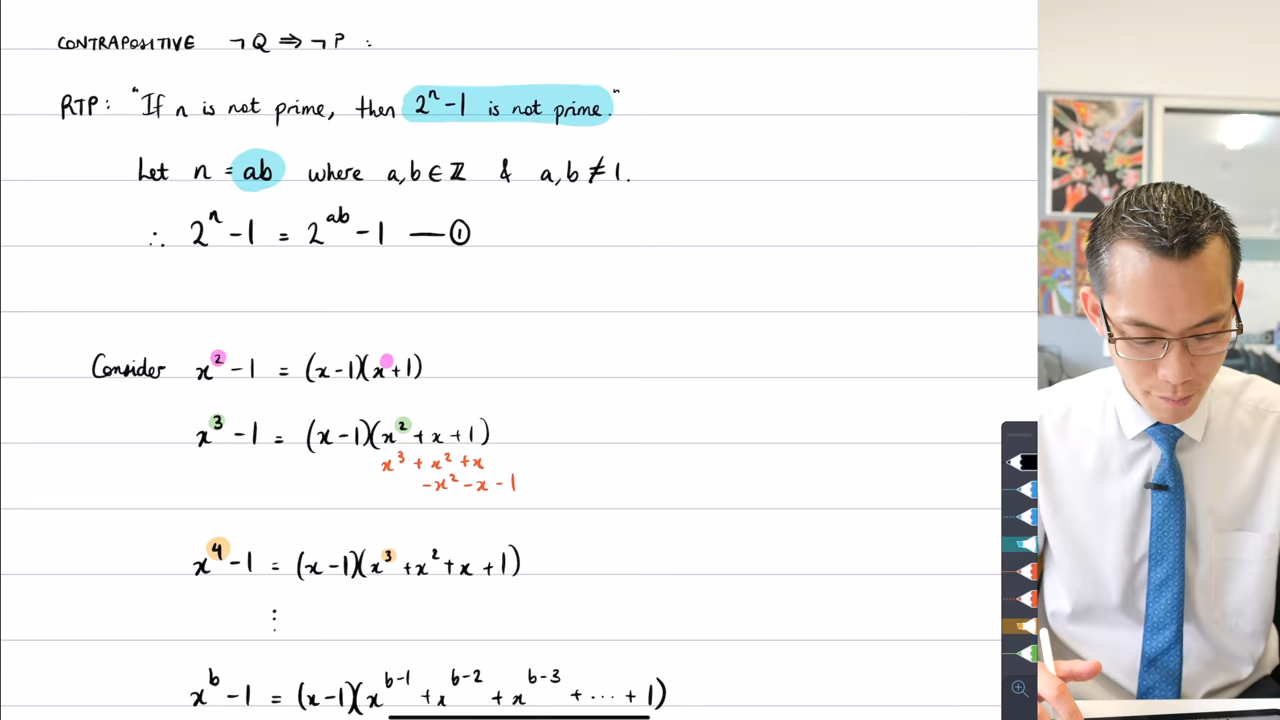 CONTRAPOSITIVE ¬Q ⇒ ¬P :
RTP: "If n is not prime, then 2ⁿ -1 is not prime."
Let n = ab where a,b ∈ ℤ & a,b ≠ 1.
∴ 2ⁿ -1 = 2ᵃᵇ -1 —①
Consider x² -1 = (x-1)(x+1)
x³ -1 = (x-1)(x² + x + 1)
x³ + x² + x
-x² - x - 1
x⁴ -1 = (x-1)(x³ + x² + x + 1)
⋮
xᵇ -1 = (x-1)(xᵇ⁻¹ + xᵇ⁻² + xᵇ⁻³ + ... + 1)